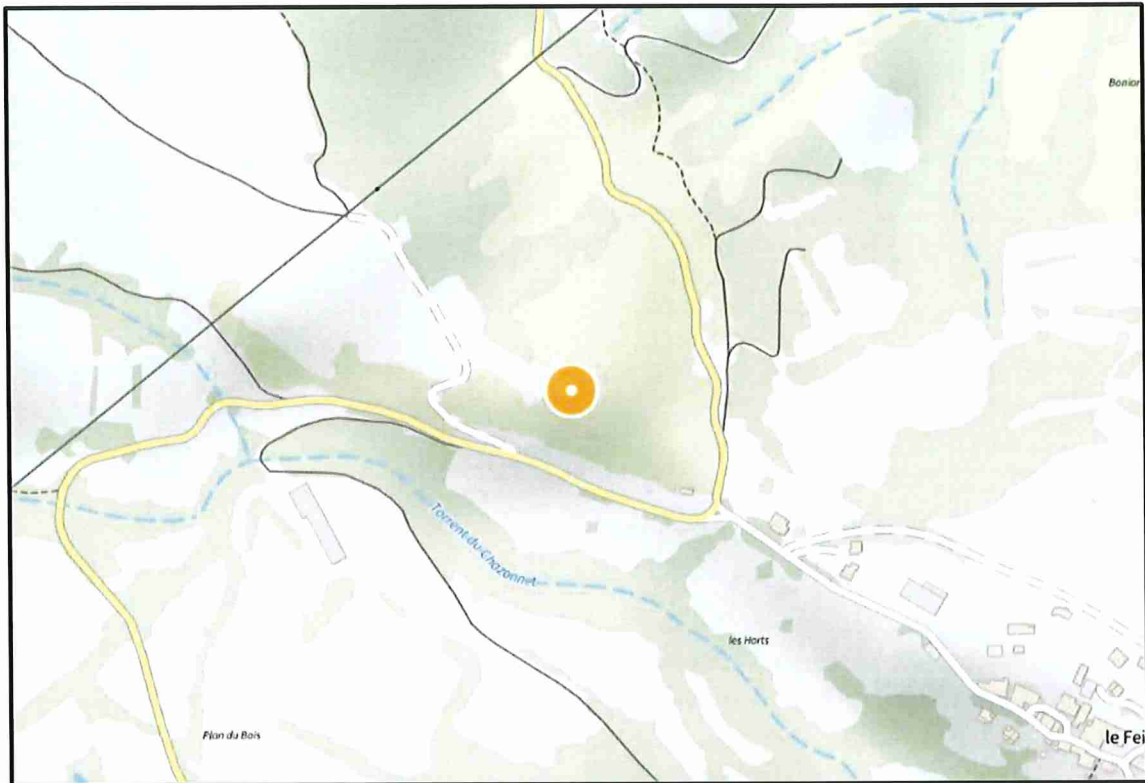 Bonior
Torrent du Chazonnet
les Horts
Plan du Bois
le Fei